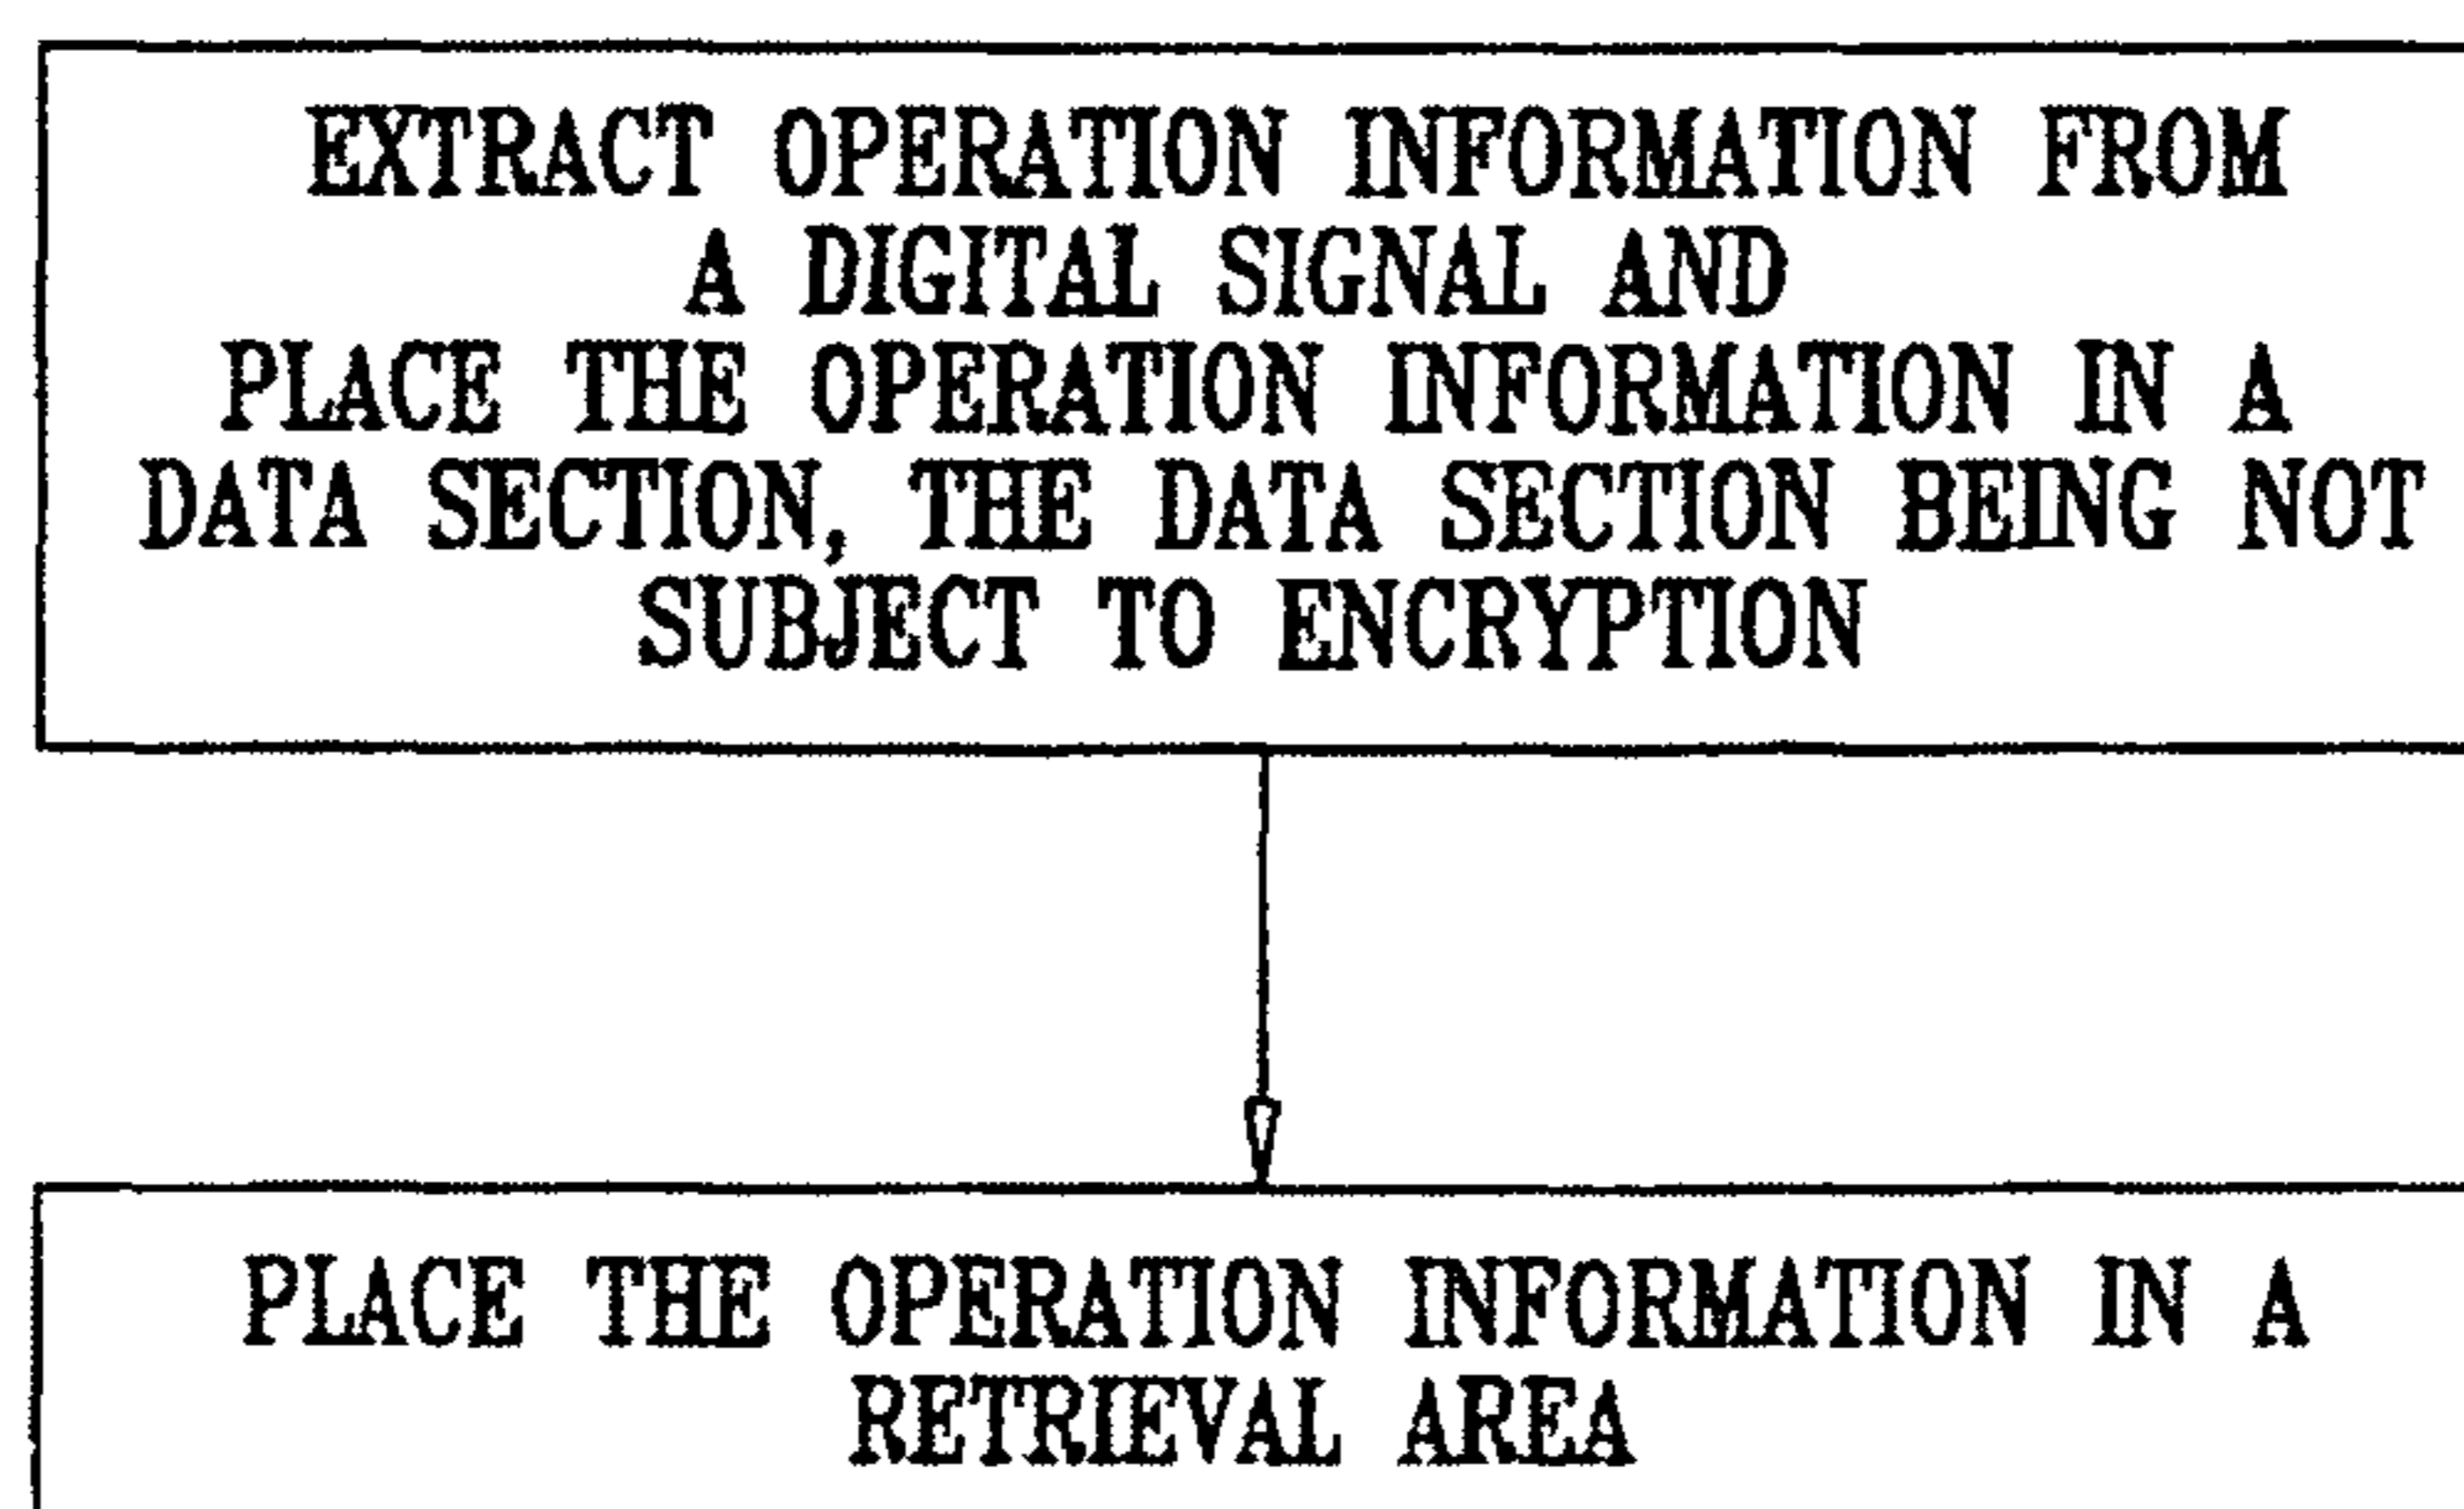 EXTRACT OPERATION INFORMATION FROM
A DIGITAL SIGNAL AND
PLACE THE OPERATION INFORMATION IN A
DATA SECTION, THE DATA SECTION BEING NOT
SUBJECT TO ENCRYPTION
PLACE THE OPERATION INFORMATION IN A
RETRIEVAL AREA